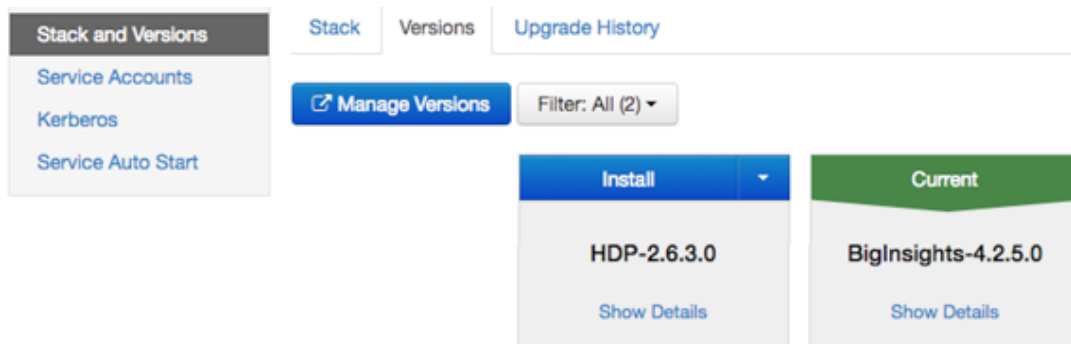 Stack and Versions
Service Accounts
Kerberos
Service Auto Start
Stack Versions Upgrade History
Manage Versions Filter: All (2)
Install Current
HDP-2.6.3.0 BigInsights-4.2.5.0
Show Details Show Details